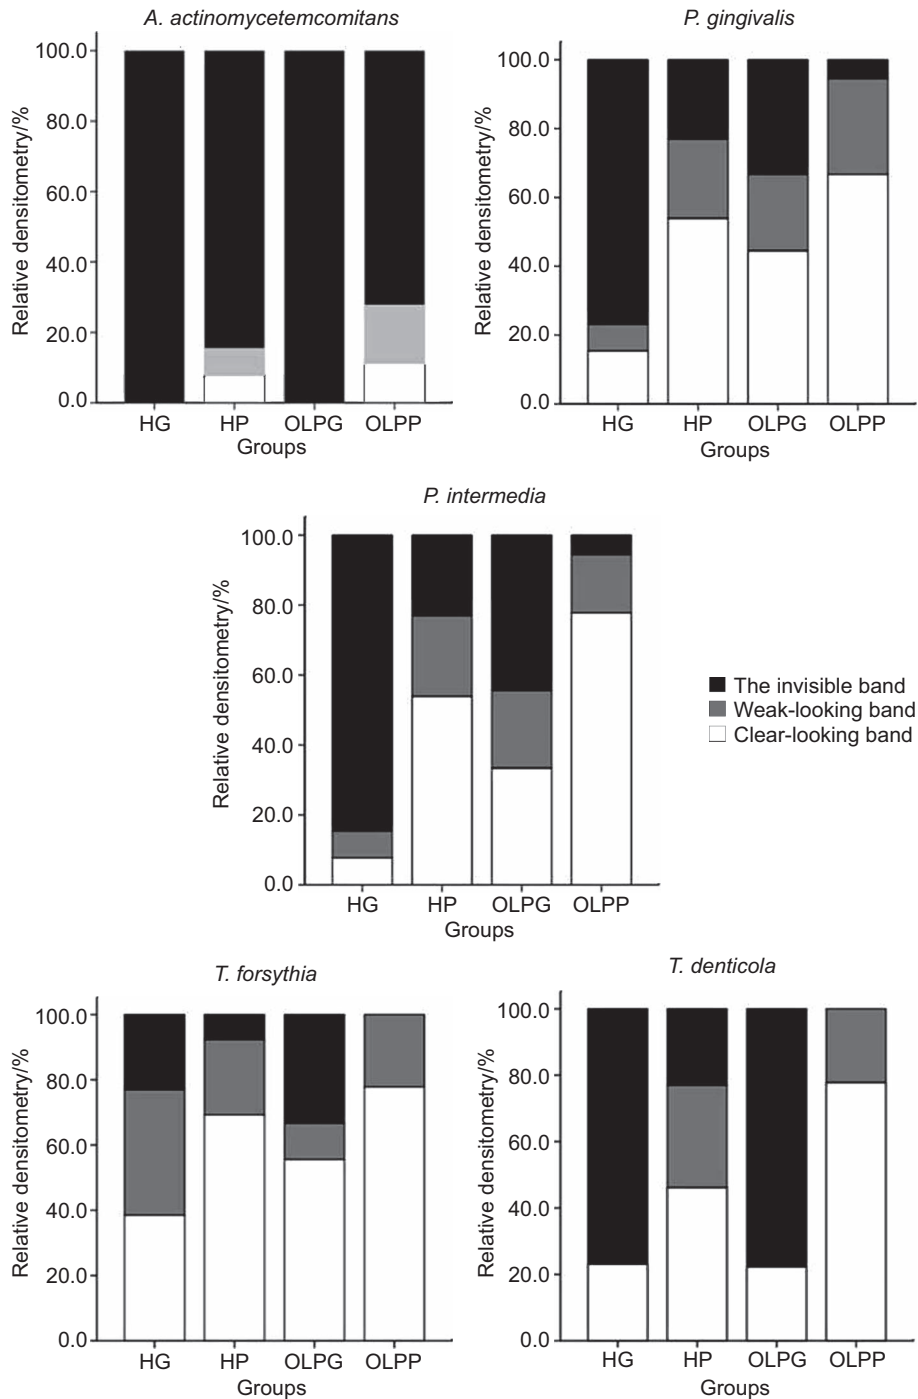 A. actinomycetemcomitans
Relative densitometry/%
100.0
80.0
60.0
40.0
20.0
0.0
HG HP OLPG OLPP
Groups
P. gingivalis
Relative densitometry/%
100.0
80.0
60.0
40.0
20.0
0.0
HG HP OLPG OLPP
Groups
P. intermedia
Relative densitometry/%
100.0
80.0
60.0
40.0
20.0
0.0
HG HP OLPG OLPP
Groups
The invisible band
Weak-looking band
Clear-looking band
T. forsythia
Relative densitometry/%
100.0
80.0
60.0
40.0
20.0
0.0
HG HP OLPG OLPP
Groups
T. denticola
Relative densitometry/%
100.0
80.0
60.0
40.0
20.0
0.0
HG HP OLPG OLPP
Groups